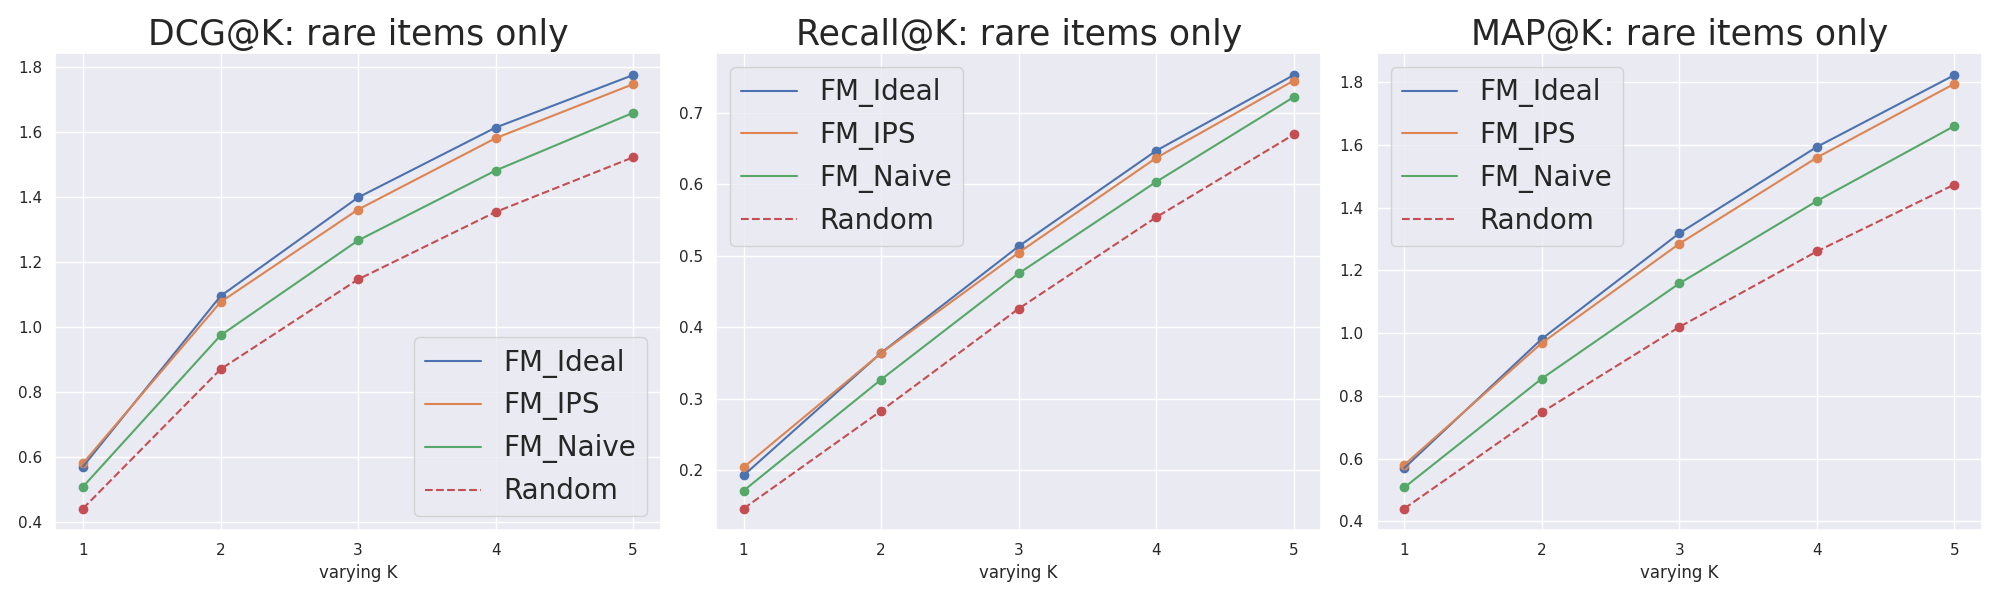 DCG@K: rare items only
1.8
1.6
1.4
1.2
1.0
0.8
0.6
0.4
FM_Ideal
FM_IPS
FM_Naive
Random
1 2 3 4 5
varying K
Recall@K: rare items only
0.7
0.6
0.5
0.4
0.3
0.2
FM_Ideal
FM_IPS
FM_Naive
Random
1 2 3 4 5
varying K
MAP@K: rare items only
1.8
1.6
1.4
1.2
1.0
0.8
0.6
0.4
FM_Ideal
FM_IPS
FM_Naive
Random
1 2 3 4 5
varying K